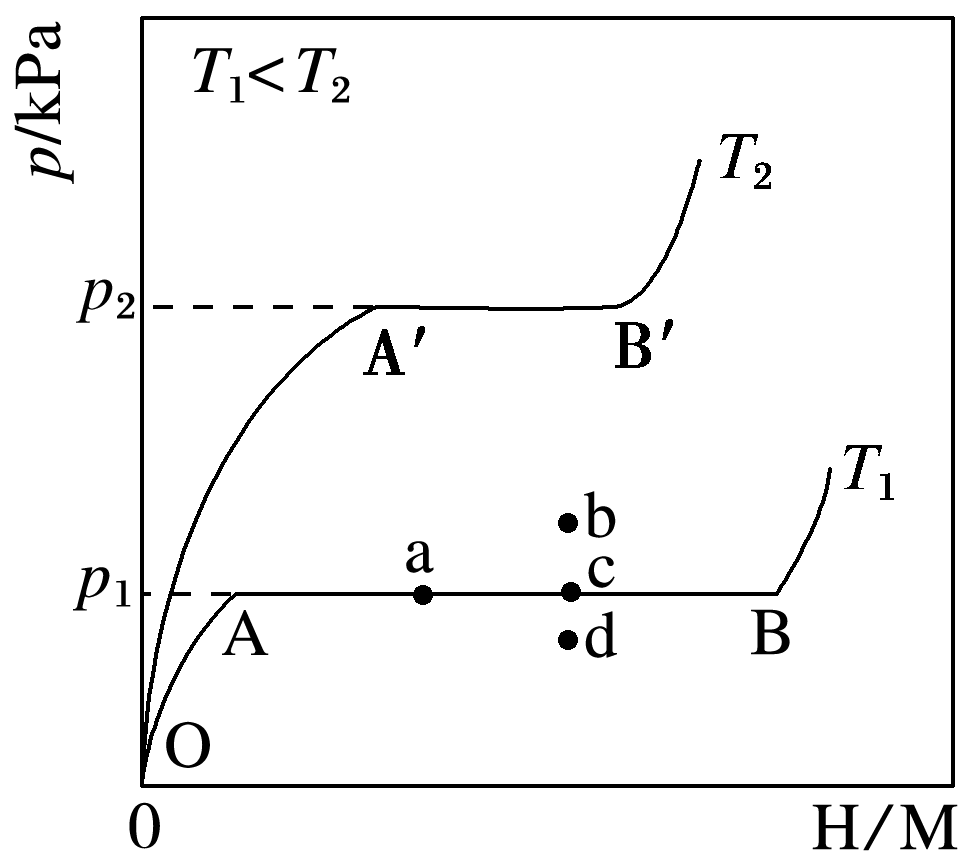 p/kPa
T₁<T₂
T₂
p₂
A′
B′
T₁
b
a
c
p₁
A
d
B
O
0
H/M